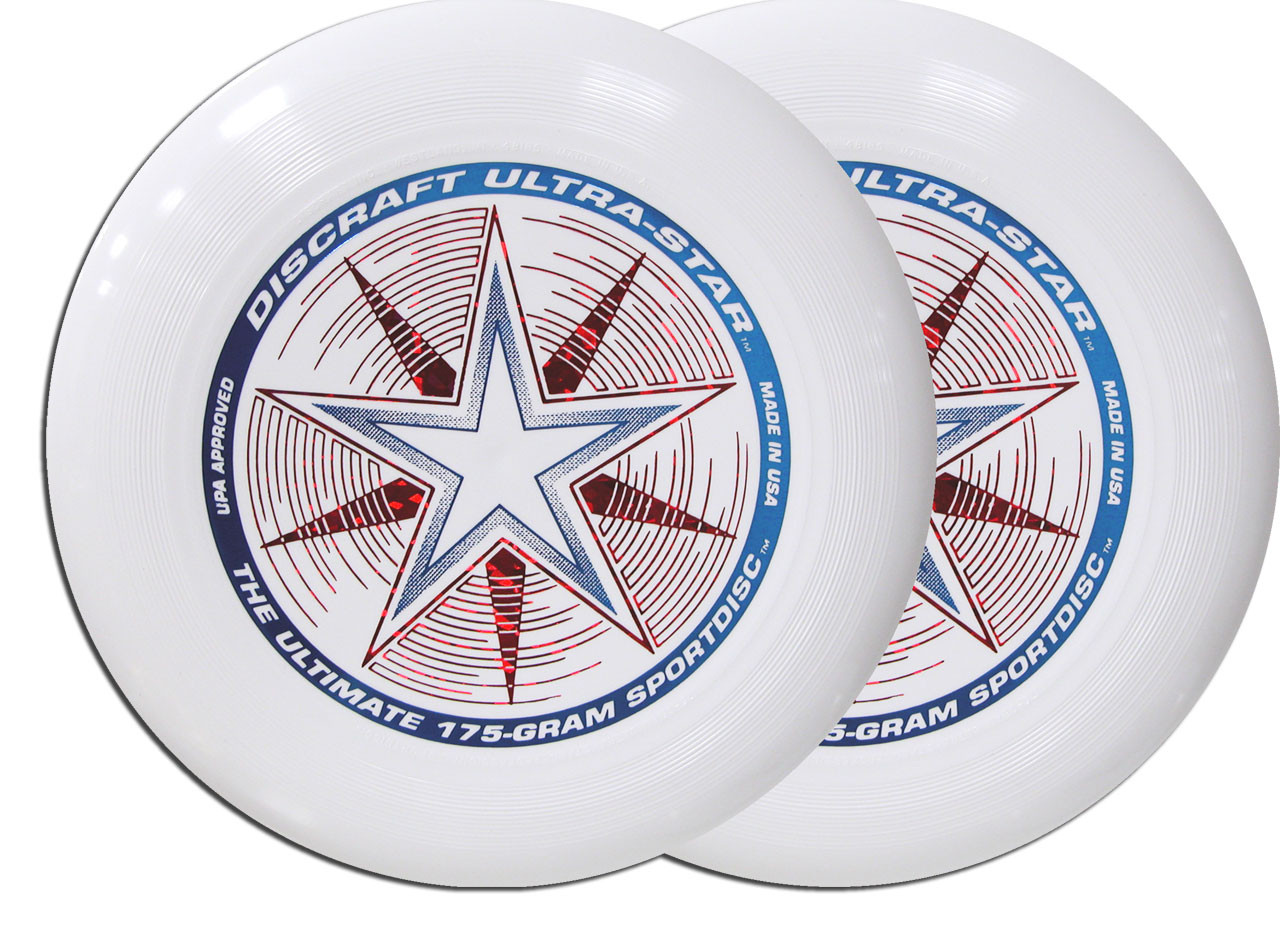 DISCRAFT ULTRA-STAR™
MADE IN USA
UPA APPROVED
THE ULTIMATE 175-GRAM SPORTDISC™
ULTRA-STAR™
MADE IN USA
5-GRAM SPORTDISC™